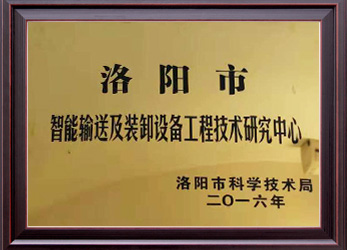 洛阳市
智能输送及装卸设备工程技术研究中心
洛阳市科学技术局
二〇一六年